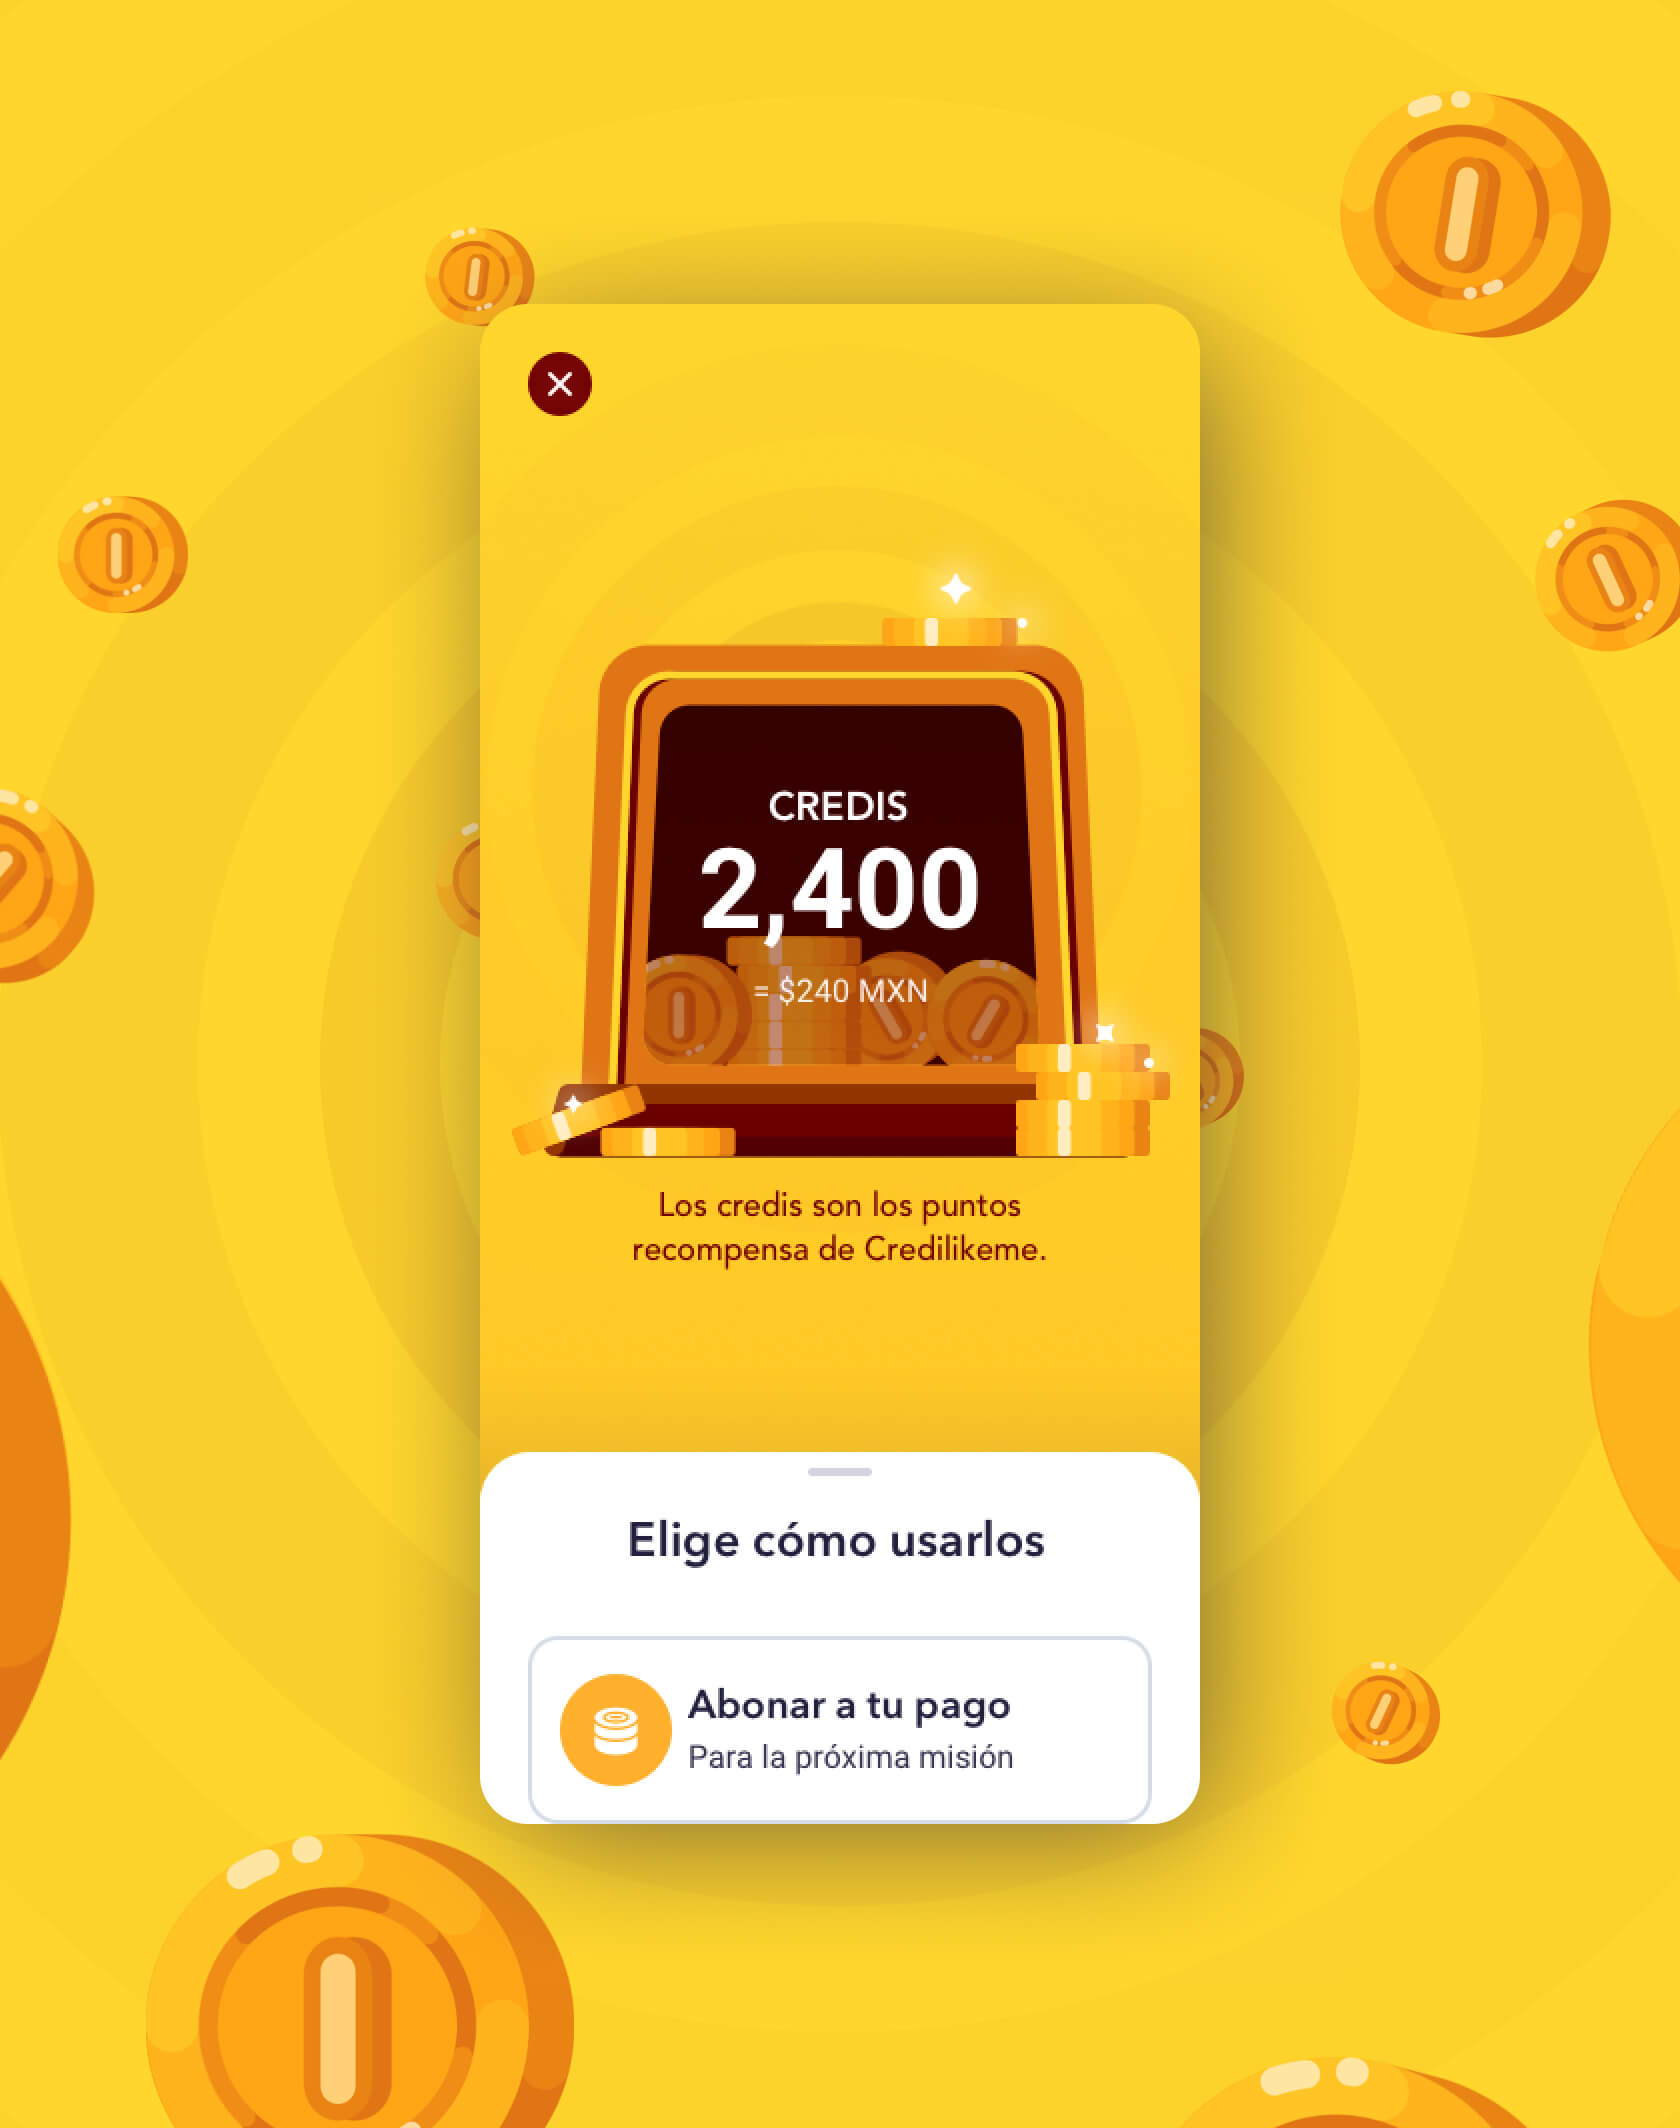 CREDIS
2,400
= $240 MXN
Los credis son los puntos
recompensa de Credilikeme.
Elige cómo usarlos
Abonar a tu pago
Para la próxima misión